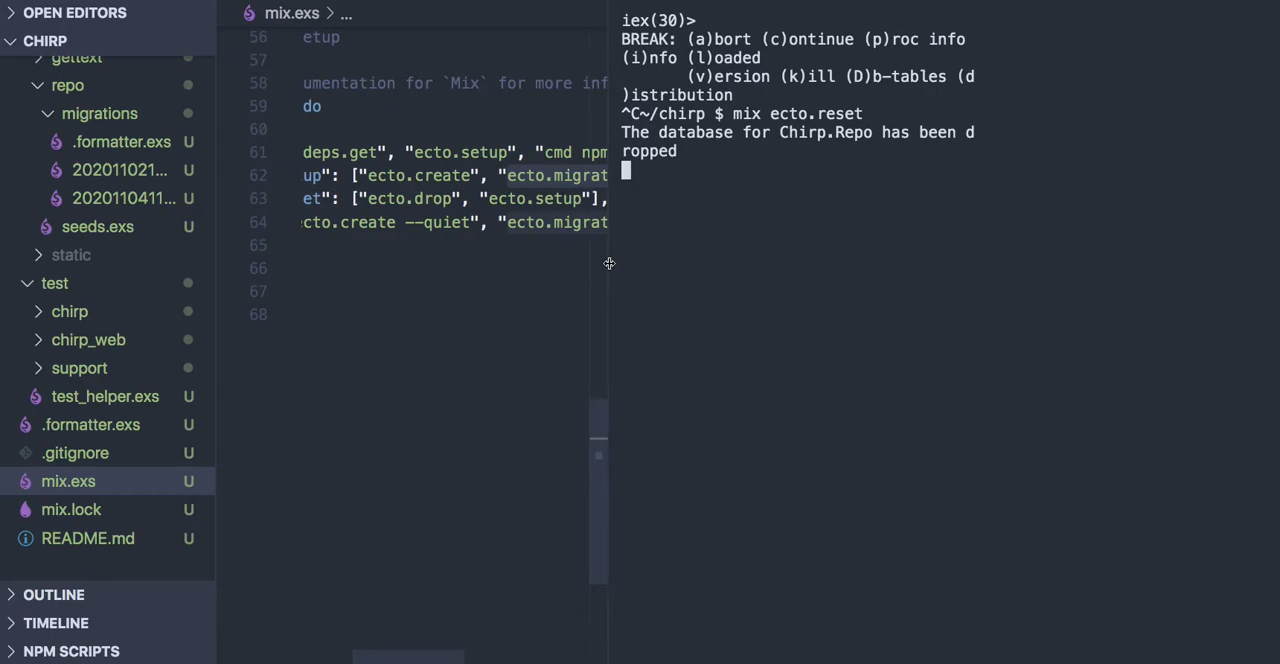 OPEN EDITORS
CHIRP
gettext
repo
migrations
.formatter.exs U
202011021... U
2020110411... U
seeds.exs U
static
test
chirp
chirp_web
support
test_helper.exs U
.formatter.exs U
.gitignore U
mix.exs U
mix.lock U
README.md U
OUTLINE
TIMELINE
NPM SCRIPTS
mix.exs > ...
56 etup
57
58 umentation for `Mix` for more inf
59 do
60
61 deps.get", "ecto.setup", "cmd npm
62 up": ["ecto.create", "ecto.migrat
63 et": ["ecto.drop", "ecto.setup"],
64 cto.create --quiet", "ecto.migrat
65
66
67
68
iex(30)>
BREAK: (a)bort (c)ontinue (p)roc info
(i)nfo (l)oaded
(v)ersion (k)ill (D)b-tables (d
)istribution
^C~/chirp $ mix ecto.reset
The database for Chirp.Repo has been d
ropped